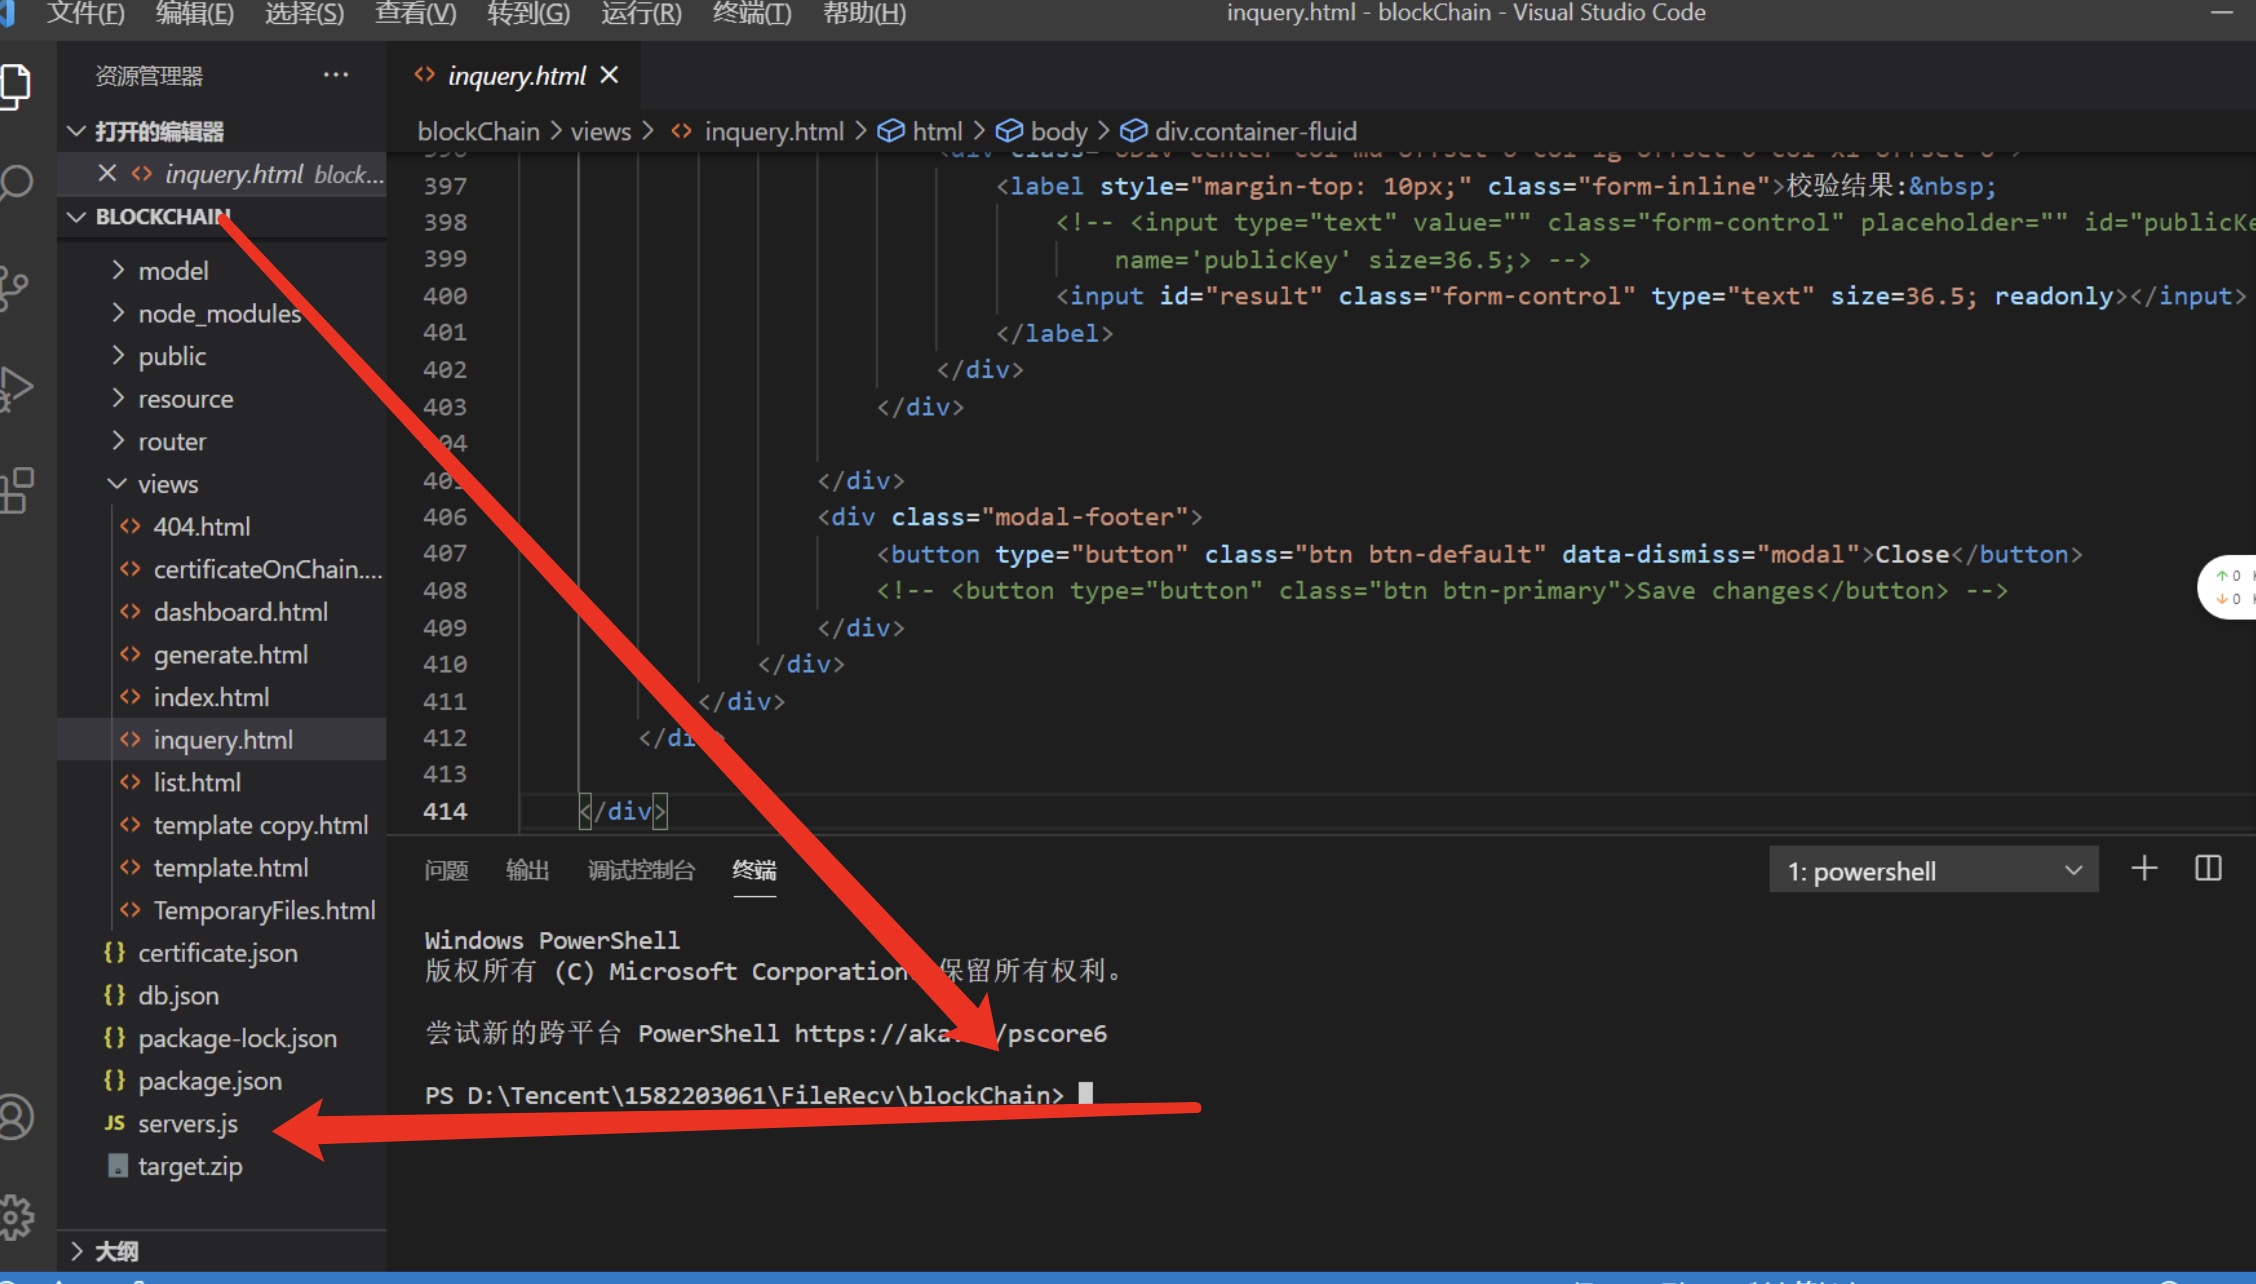 文件(F) 编辑(E) 选择(S) 查看(V) 转到(G) 运行(R) 终端(T) 帮助(H)
inquery.html - blockChain - Visual Studio Code
资源管理器 ···
打开的编辑器
inquery.html block...
BLOCKCHAIN
model
node_modules
public
resource
router
views
404.html
certificateOnChain....
dashboard.html
generate.html
index.html
inquery.html
list.html
template copy.html
template.html
TemporaryFiles.html
certificate.json
db.json
package-lock.json
package.json
JS servers.js
target.zip
大纲
inquery.html
blockChain > views > inquery.html > html > body > div.container-fluid
397 <label style="margin-top: 10px;" class="form-inline">校验结果:&nbsp;
398 <!-- <input type="text" value="" class="form-control" placeholder="" id="publicKe
399 name='publicKey' size=36.5;> -->
400 <input id="result" class="form-control" type="text" size=36.5; readonly></input>
401 </label>
402 </div>
403 </div>
04
405 </div>
406 <div class="modal-footer">
407 <button type="button" class="btn btn-default" data-dismiss="modal">Close</button>
408 <!-- <button type="button" class="btn btn-primary">Save changes</button> -->
409 </div>
410 </div>
411 </div>
412 </div>
413
414 </div>
↑0
↓0
问题 输出 调试控制台 终端
1: powershell
Windows PowerShell
版权所有 (C) Microsoft Corporation 保留所有权利。
尝试新的跨平台 PowerShell https://aka. /pscore6
PS D:\Tencent\1582203061\FileRecv\blockChain>